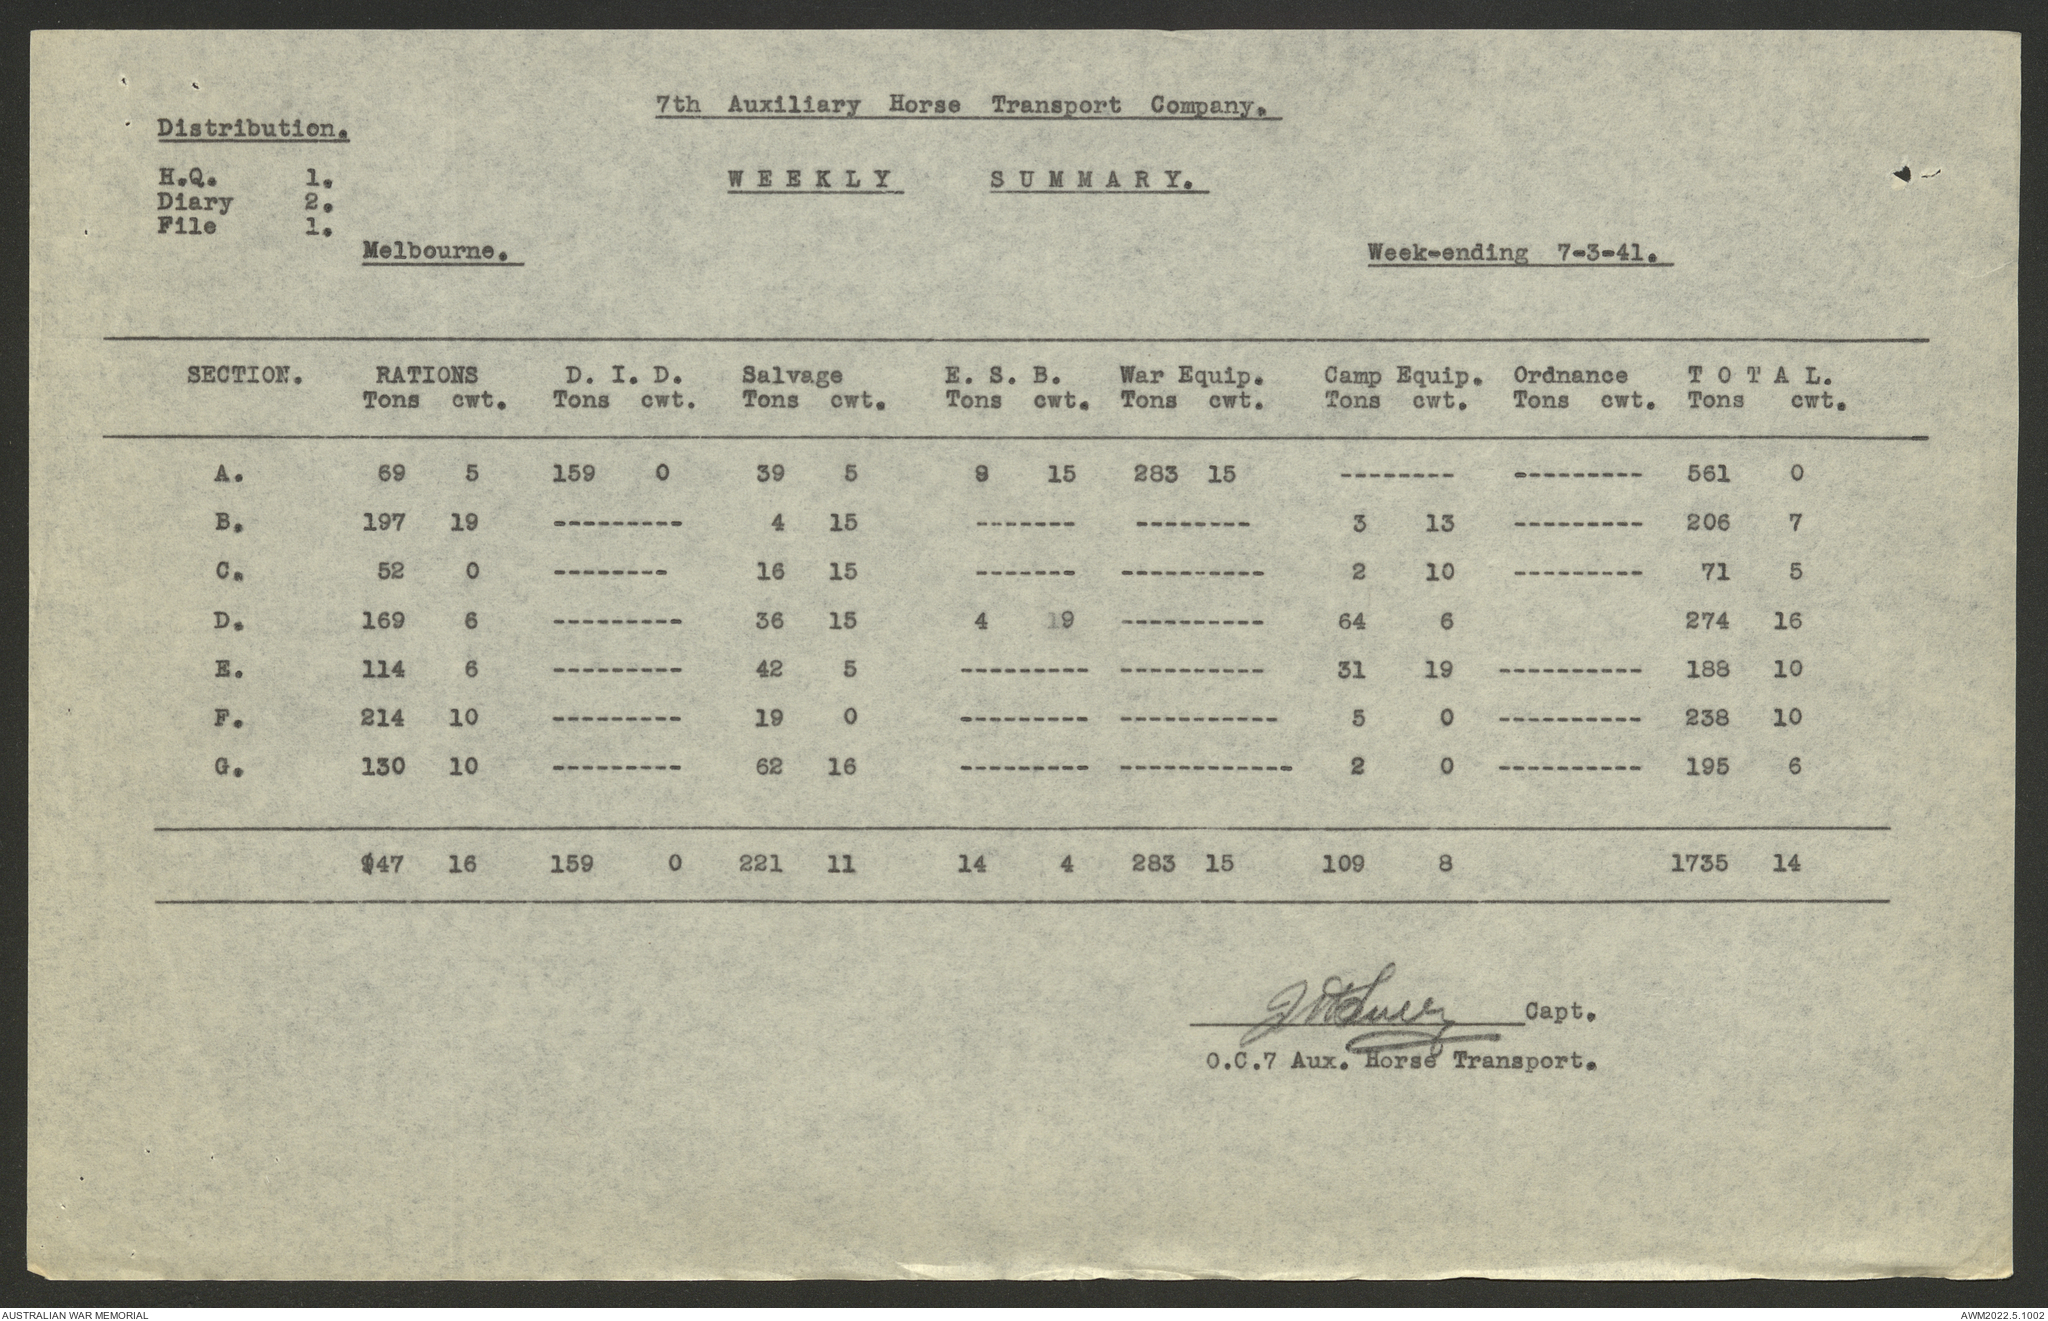 7th Auxiliary Horse Transport Company.
Distribution.
H.Q. 1.
WEEKLY SUMMARY.
Diary 2.
File 1.
Melbourne. Week-ending 7-3-41.
SECTION. RATIONS D. I. D. Salvage E. S. B. War Equip. Camp Equip. Ordnance TOTAL.
Tons cwt. Tons cwt. Tons cwt. Tons cwt. Tons cwt. Tons cwt. Tons cwt. Tons cwt.
A. 69 5 159 0 39 5 9 15 283 15 -------- --------- 561 0
B. 197 19 --------- 4 15 ------- -------- 3 13 --------- 206 7
C. 52 0 -------- 16 15 ------- ---------- 2 10 --------- 71 5
D. 169 6 --------- 36 15 4 19 ---------- 64 6 274 16
E. 114 6 --------- 42 5 --------- ---------- 31 19 ---------- 188 10
F. 214 10 --------- 19 0 --------- ----------- 5 0 ---------- 238 10
G. 130 10 --------- 62 16 --------- ------------ 2 0 ---------- 195 6
947 16 159 0 221 11 14 4 283 15 109 8 1735 14
Capt.
O.C.7 Aux. Horse Transport.
AUSTRALIAN WAR MEMORIAL AWM2022.5.1002